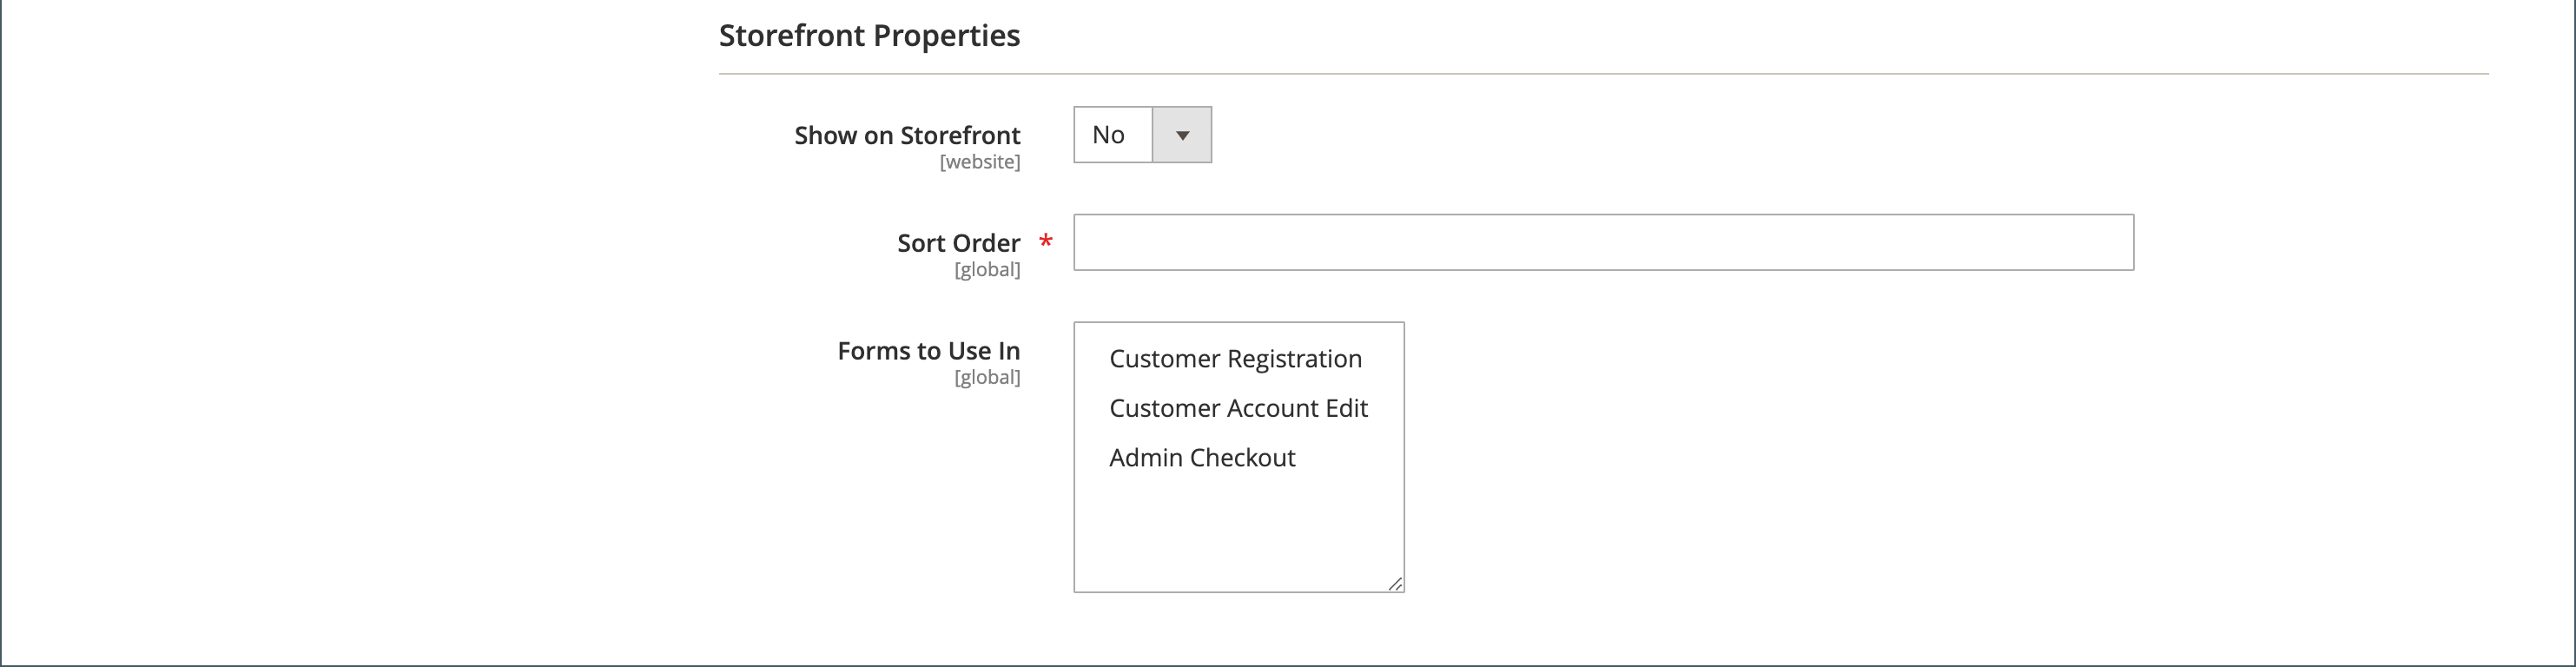 Storefront Properties
Show on Storefront
[website]
No
Sort Order *
[global]
Forms to Use In
[global]
Customer Registration
Customer Account Edit
Admin Checkout